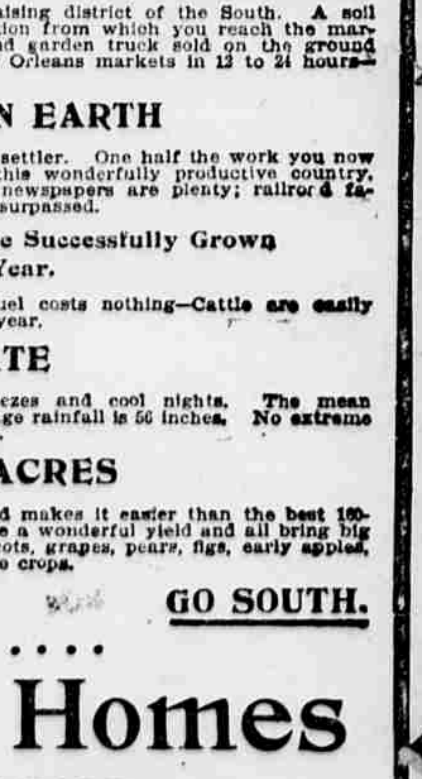 aising district of the South. A soil
tion from which you reach the mar-
nd garden truck sold on the ground
Orleans markets in 12 to 24 hours—
N EARTH
settler. One half the work you now
this wonderfully productive country,
newspapers are plenty; railrord fa-
surpassed.
e Successfully Grown
Year.
uel costs nothing—Cattle are easily
year.
TE
ezes and cool nights. The mean
ge rainfall is 56 inches. No extreme
ACRES
d makes it easier than the best 160-
e a wonderful yield and all bring big
ots, grapes, pears, figs, early apples,
e crops.
GO SOUTH.
....
Homes